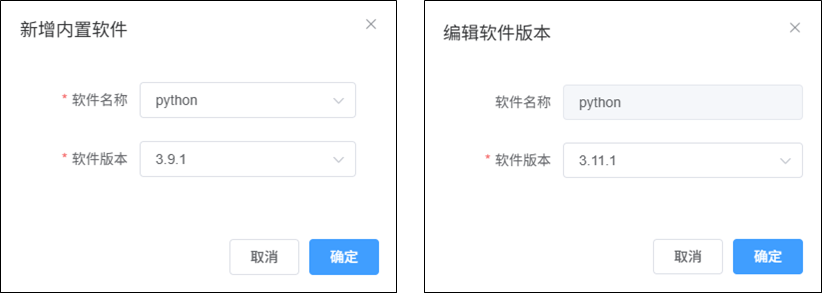 新增内置软件
* 软件名称 python
* 软件版本 3.9.1
取消 确定
编辑软件版本
软件名称 python
* 软件版本 3.11.1
取消 确定